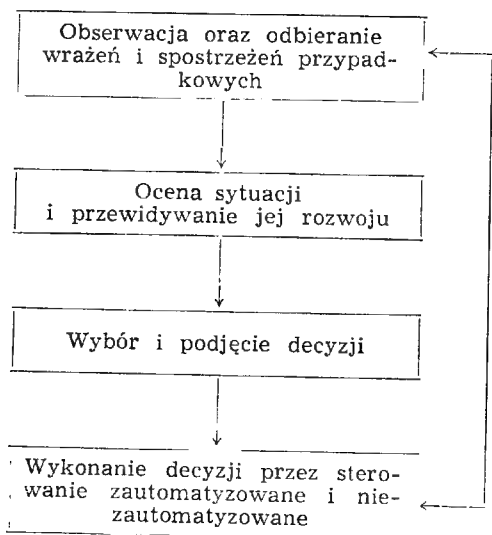 Obserwacja oraz odbieranie
wrażeń i spostrzeżeń przypad-
kowych
Ocena sytuacji
i przewidywanie jej rozwoju
Wybór i podjęcie decyzji
Wykonanie decyzji przez stero-
wanie zautomatyzowane i nie-
zautomatyzowane